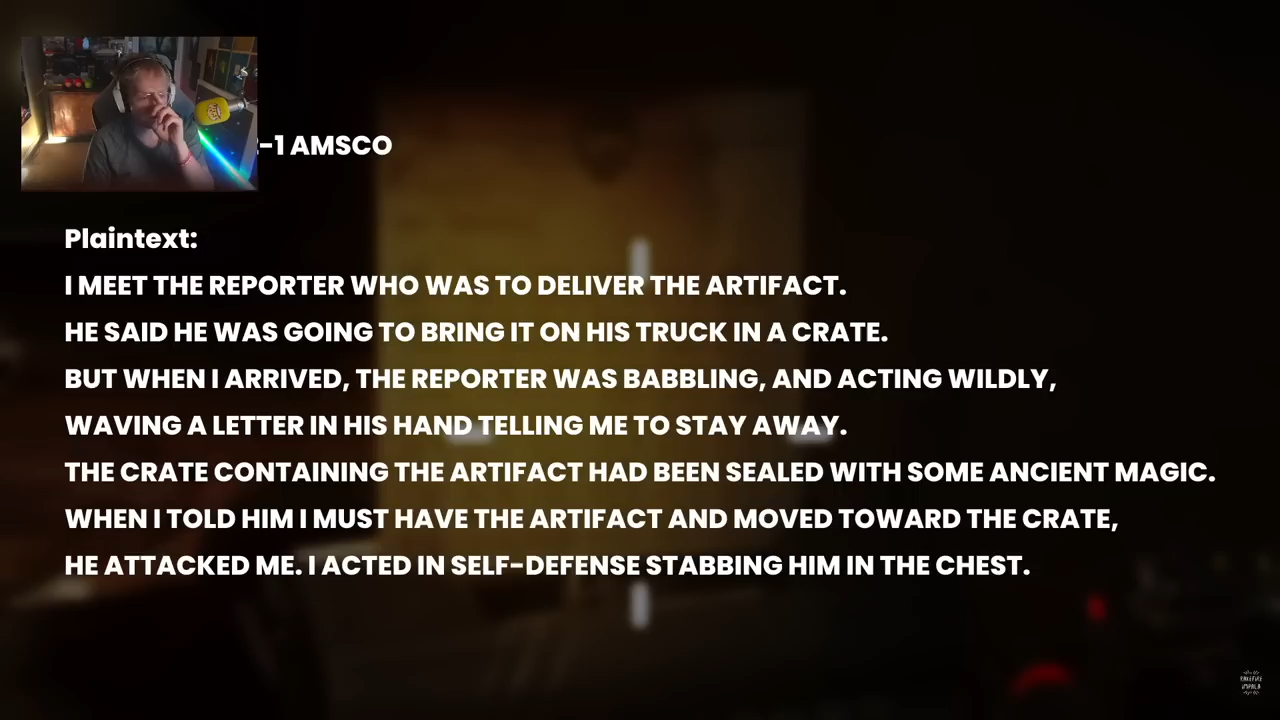 -1 AMSCO
Plaintext:
I MEET THE REPORTER WHO WAS TO DELIVER THE ARTIFACT.
HE SAID HE WAS GOING TO BRING IT ON HIS TRUCK IN A CRATE.
BUT WHEN I ARRIVED, THE REPORTER WAS BABBLING, AND ACTING WILDLY,
WAVING A LETTER IN HIS HAND TELLING ME TO STAY AWAY.
THE CRATE CONTAINING THE ARTIFACT HAD BEEN SEALED WITH SOME ANCIENT MAGIC.
WHEN I TOLD HIM I MUST HAVE THE ARTIFACT AND MOVED TOWARD THE CRATE,
HE ATTACKED ME. I ACTED IN SELF-DEFENSE STABBING HIM IN THE CHEST.